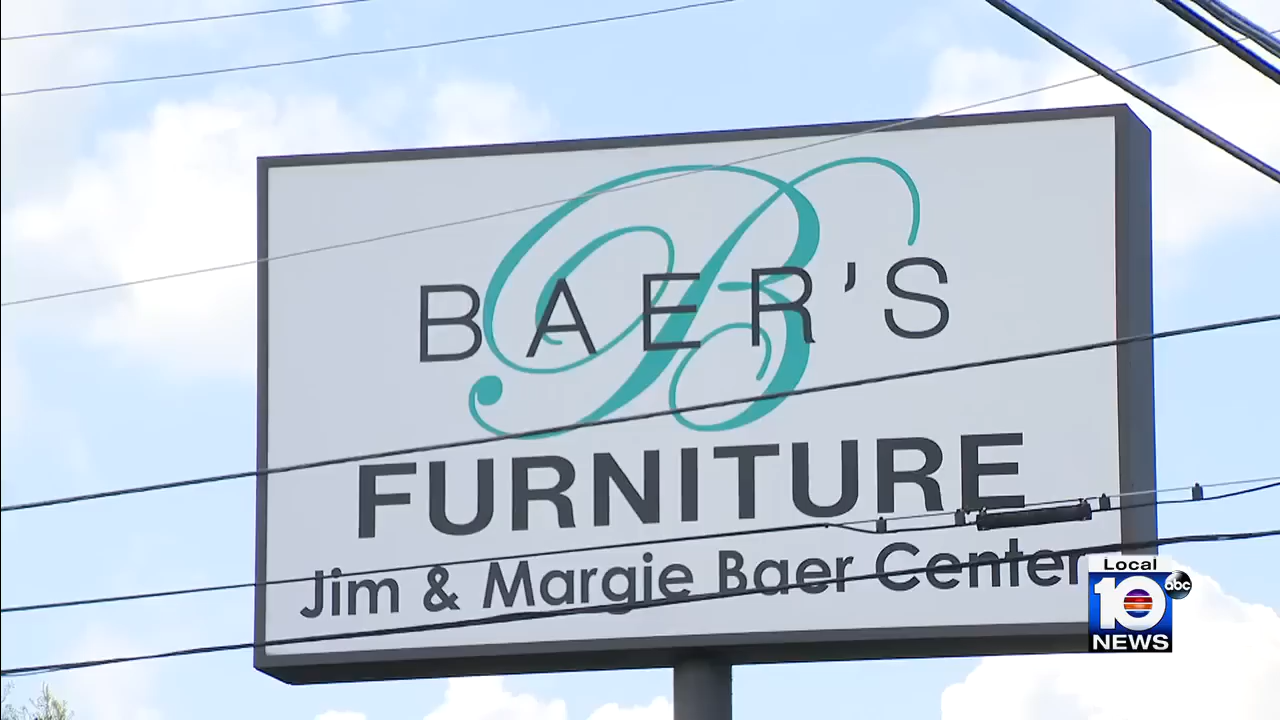 B
BAER'S
FURNITURE
Jim & Margie Baer Center
Local
10 abc
NEWS